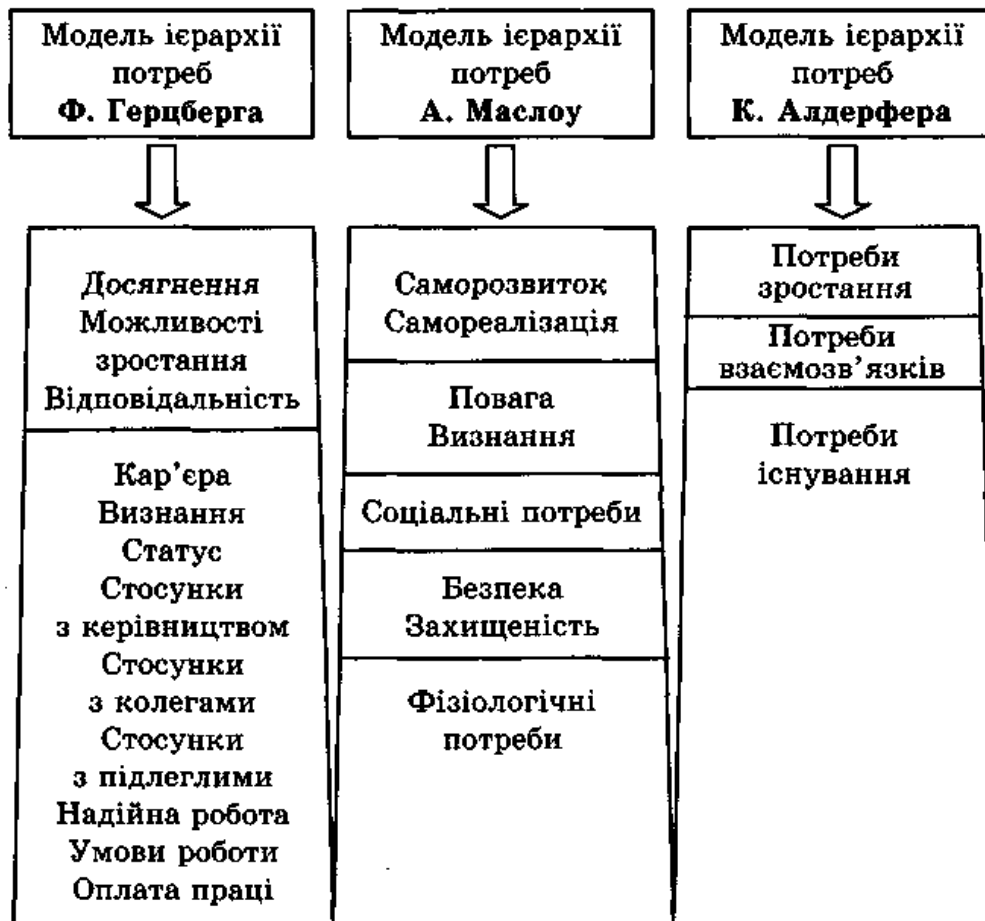 Модель ієрархії
потреб
Ф. Герцберга
Модель ієрархії
потреб
А. Маслоу
Модель ієрархії
потреб
К. Алдерфера
Досягнення
Можливості
зростання
Відповідальність
Кар’єра
Визнання
Статус
Стосунки
з керівництвом
Стосунки
з колегами
Стосунки
з підлеглими
Надійна робота
Умови роботи
Оплата праці
Саморозвиток
Самореалізація
Повага
Визнання
Соціальні потреби
Безпека
Захищеність
Фізіологічні
потреби
Потреби
зростання
Потреби
взаємозв’язків
Потреби
існування